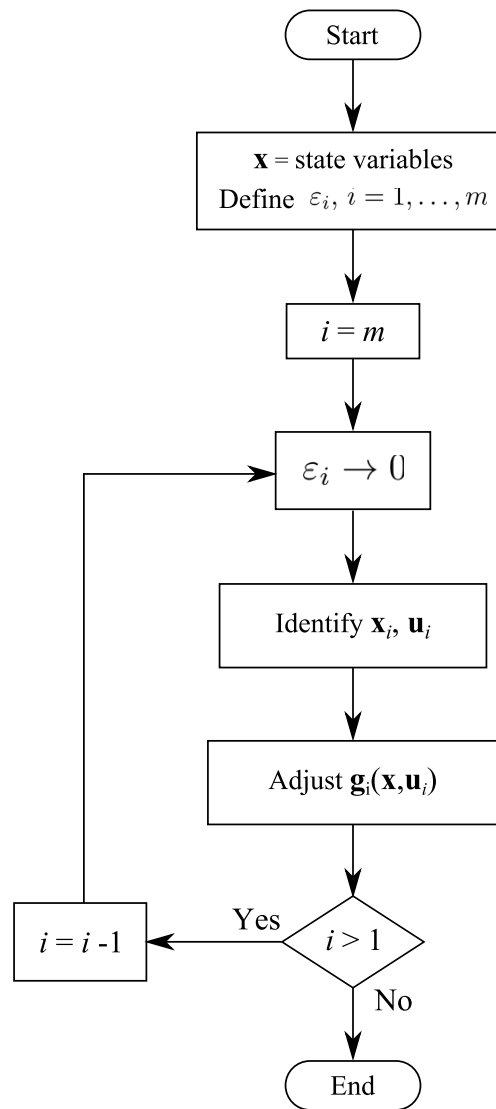 Start
x = state variables
Define εᵢ, i = 1, . . . , m
i = m
εᵢ → 0
Identify xᵢ, uᵢ
Adjust gᵢ(x,uᵢ)
Yes
i > 1
i = i -1
No
End